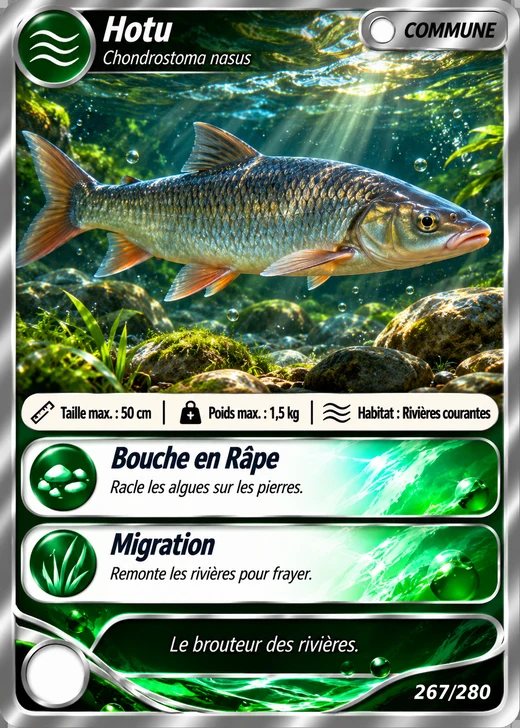 Hotu
COMMUNE
Chondrostoma nasus
Taille max. : 50 cm
Poids max. : 1,5 kg
Habitat : Rivières courantes
Bouche en Râpe
Racle les algues sur les pierres.
Migration
Remonte les rivières pour frayer.
Le brouteur des rivières.
267/280